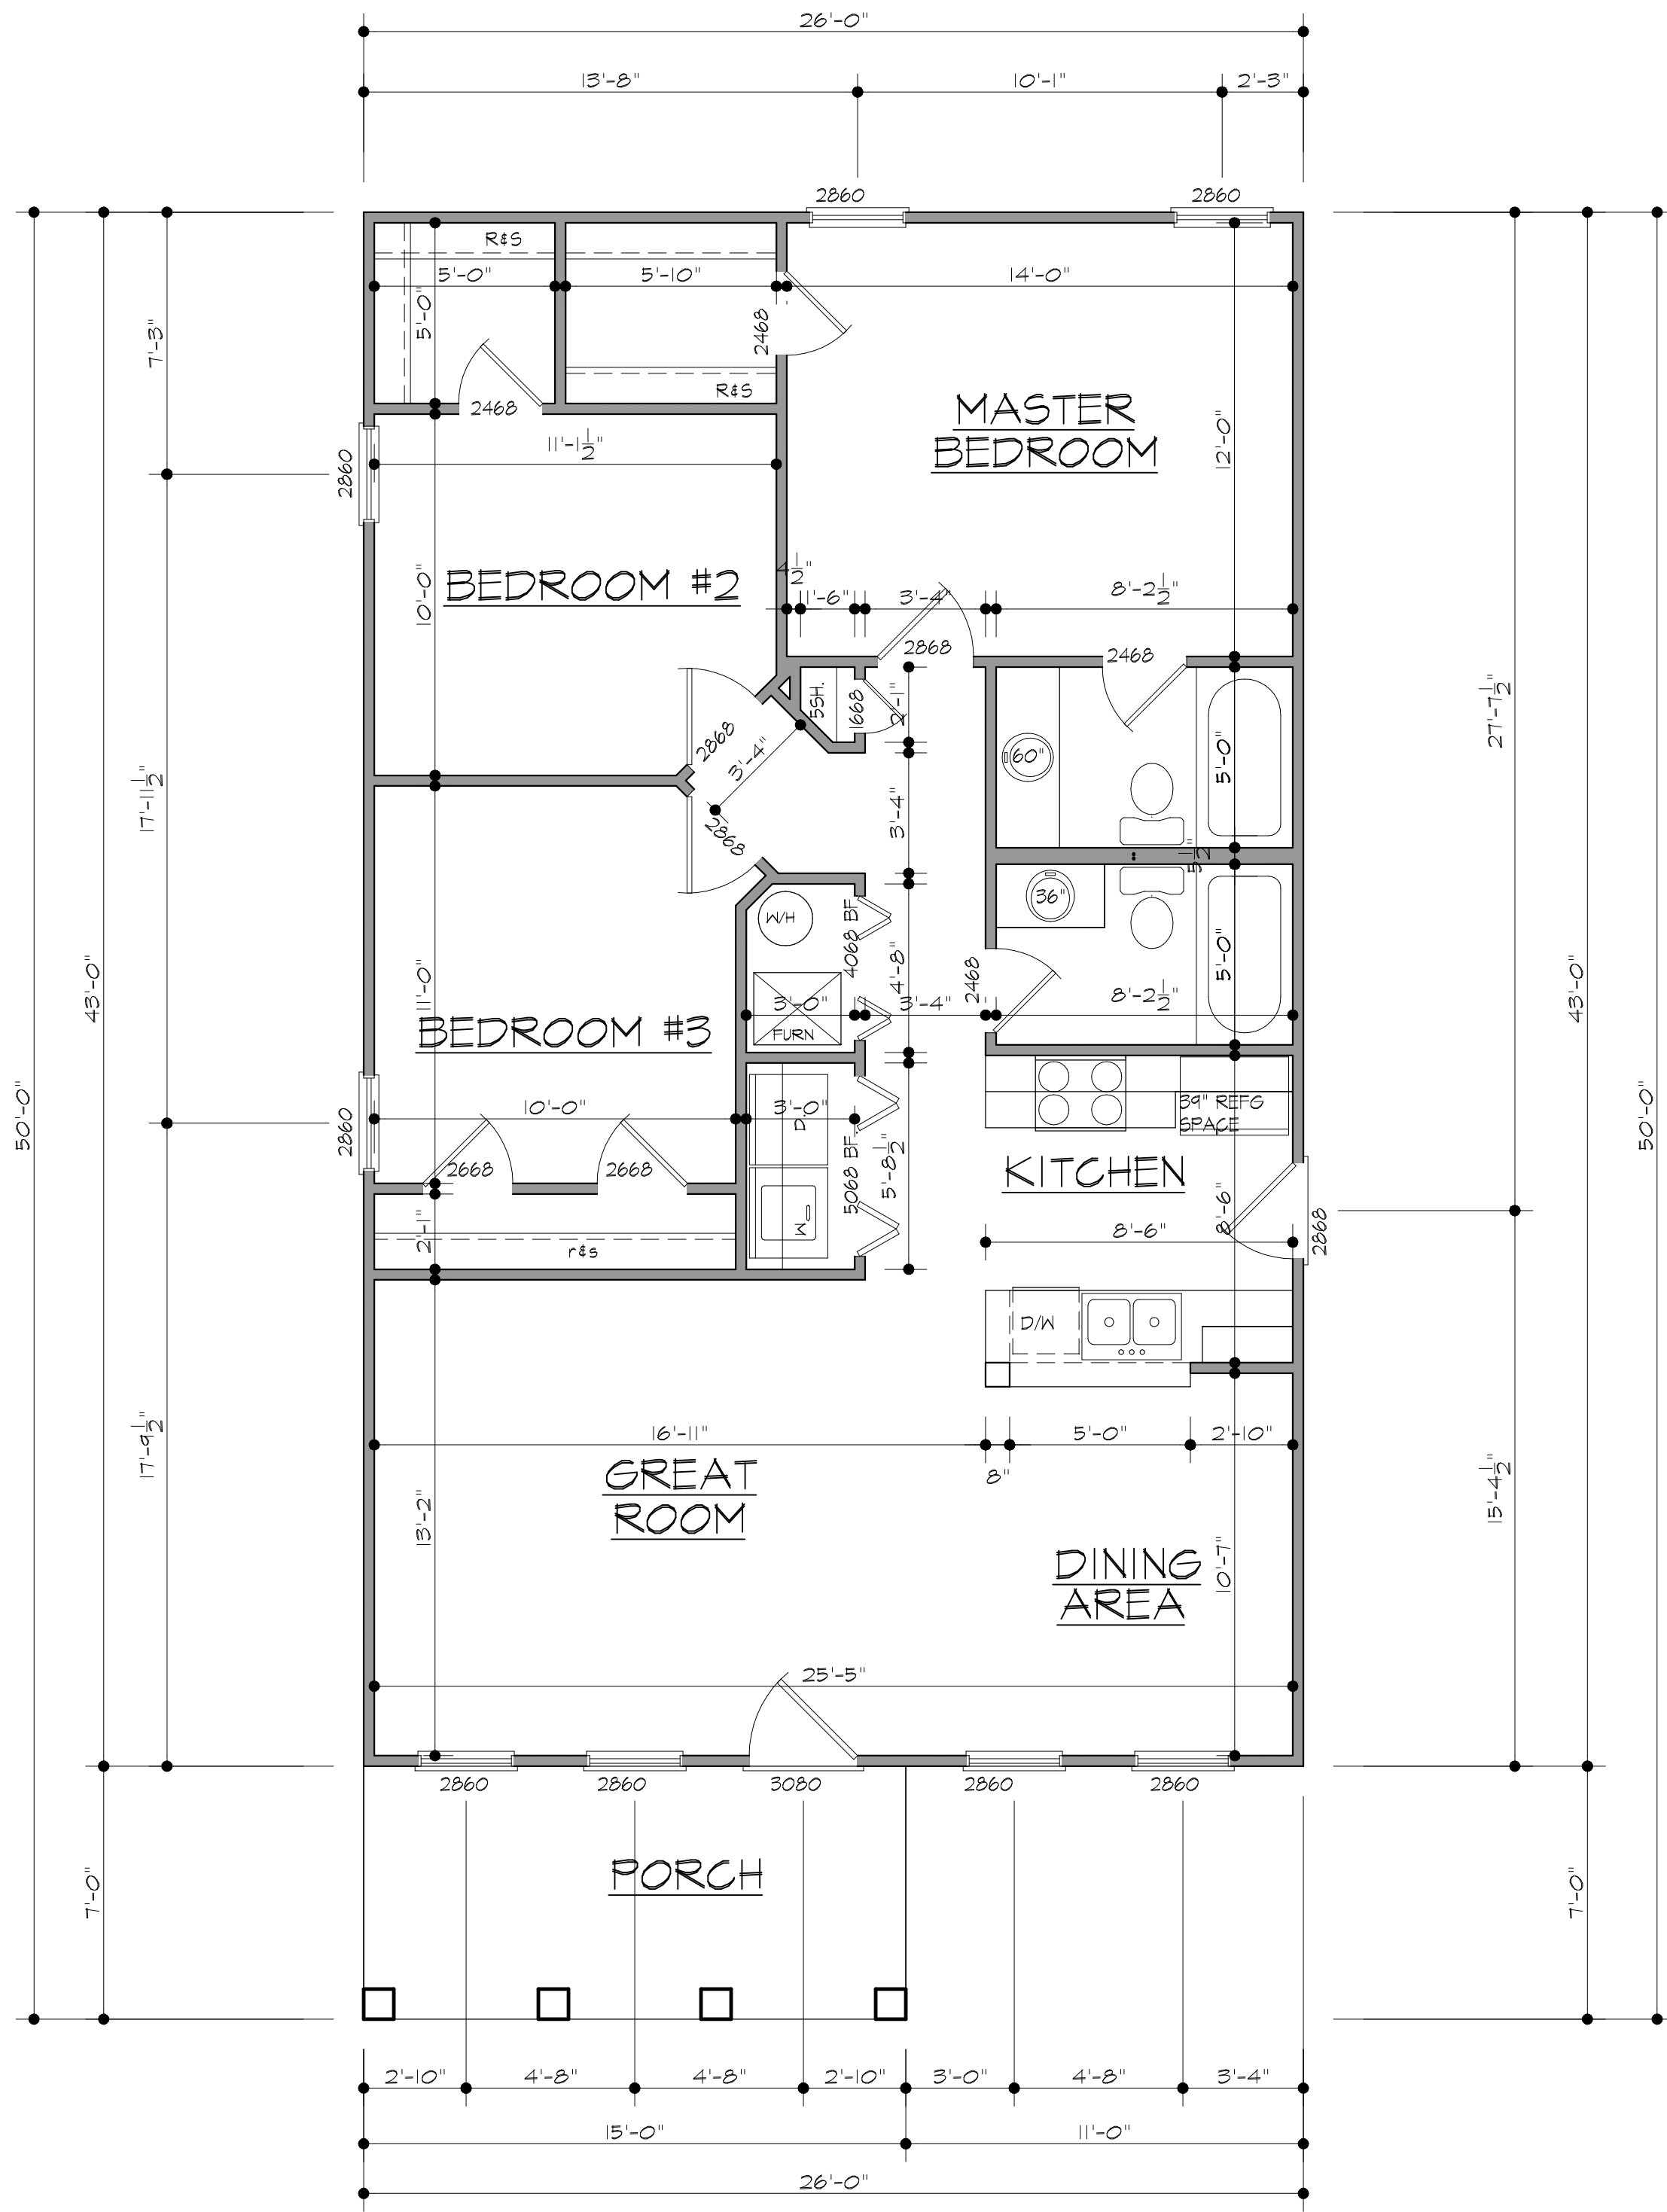 26'-0"
13'-8" 10'-1" 2'-3"
2860 2860
R&S
5'-0" 5'-10" 14'-0"
5'-0"
7'-3"
2468
R&S
2468
MASTER
BEDROOM
12'-0"
11'-1 1/2"
2860
BEDROOM #2
10'-0"
4 1/2"
1'-6" 3'-4" 8'-2 1/2"
2868 2468
5SH.
1668
2'-1"
27'-7 1/2"
2868
3'-4"
60"
5'-0"
17'-11 1/2"
3'-4"
2868
5 1/2"
36"
W/H
4068 BF
4'-8"
2468
5'-0"
43'-0"
43'-0"
11'-0"
3'-0" 3'-4" 8'-2 1/2"
BEDROOM #3
FURN
50'-0"
50'-0"
2860
10'-0" 3'-0"
D.
39" REFG
SPACE
2668 2668
5068 BF.
5'-8 1/2"
KITCHEN
W
2'-1"
r&s
8'-6"
8'-6"
2868
D/W
17'-9 1/2"
16'-11" 5'-0" 2'-10"
8"
GREAT
ROOM
13'-2"
15'-4 1/2"
DINING
AREA
10'-7"
25'-5"
2860 2860 3080 2860 2860
PORCH
7'-0"
7'-0"
2'-10" 4'-8" 4'-8" 2'-10" 3'-0" 4'-8" 3'-4"
15'-0" 11'-0"
26'-0"